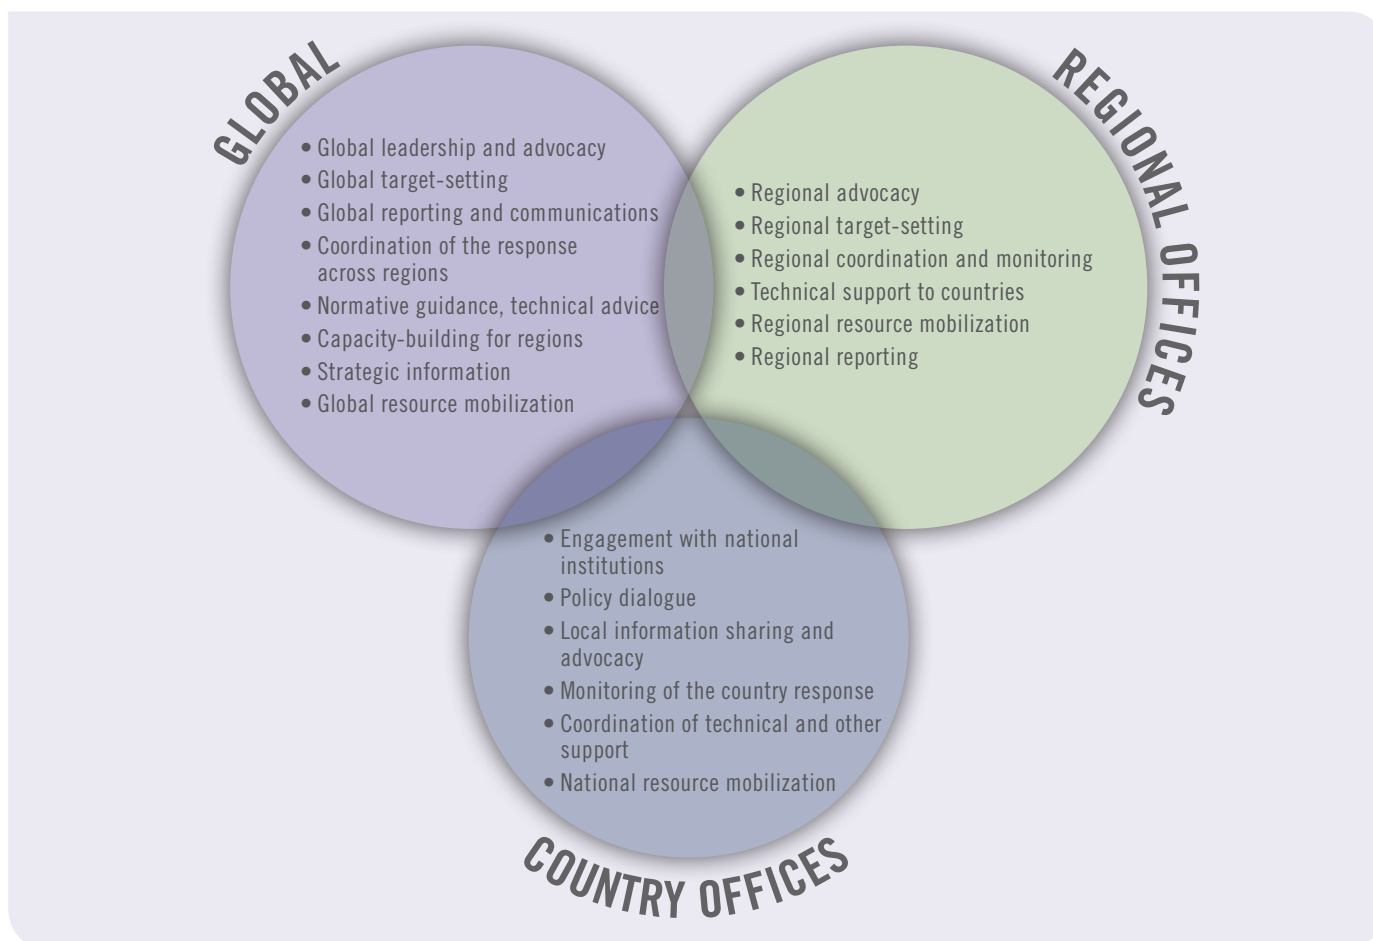 GLOBAL
• Global leadership and advocacy
• Global target-setting
• Global reporting and communications
• Coordination of the response
across regions
• Normative guidance, technical advice
• Capacity-building for regions
• Strategic information
• Global resource mobilization
REGIONAL OFFICES
• Regional advocacy
• Regional target-setting
• Regional coordination and monitoring
• Technical support to countries
• Regional resource mobilization
• Regional reporting
• Engagement with national
institutions
• Policy dialogue
• Local information sharing and
advocacy
• Monitoring of the country response
• Coordination of technical and other
support
• National resource mobilization
COUNTRY OFFICES